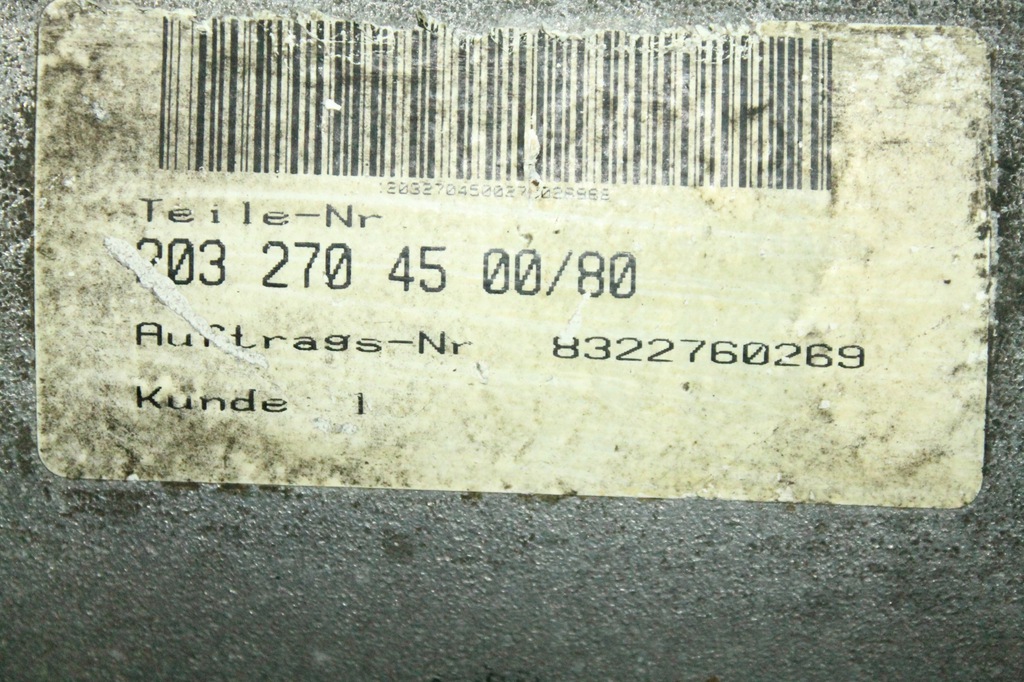 Teile-Nr
203 270 45 00/80
Auftrags-Nr 8322760269
Kunde 1